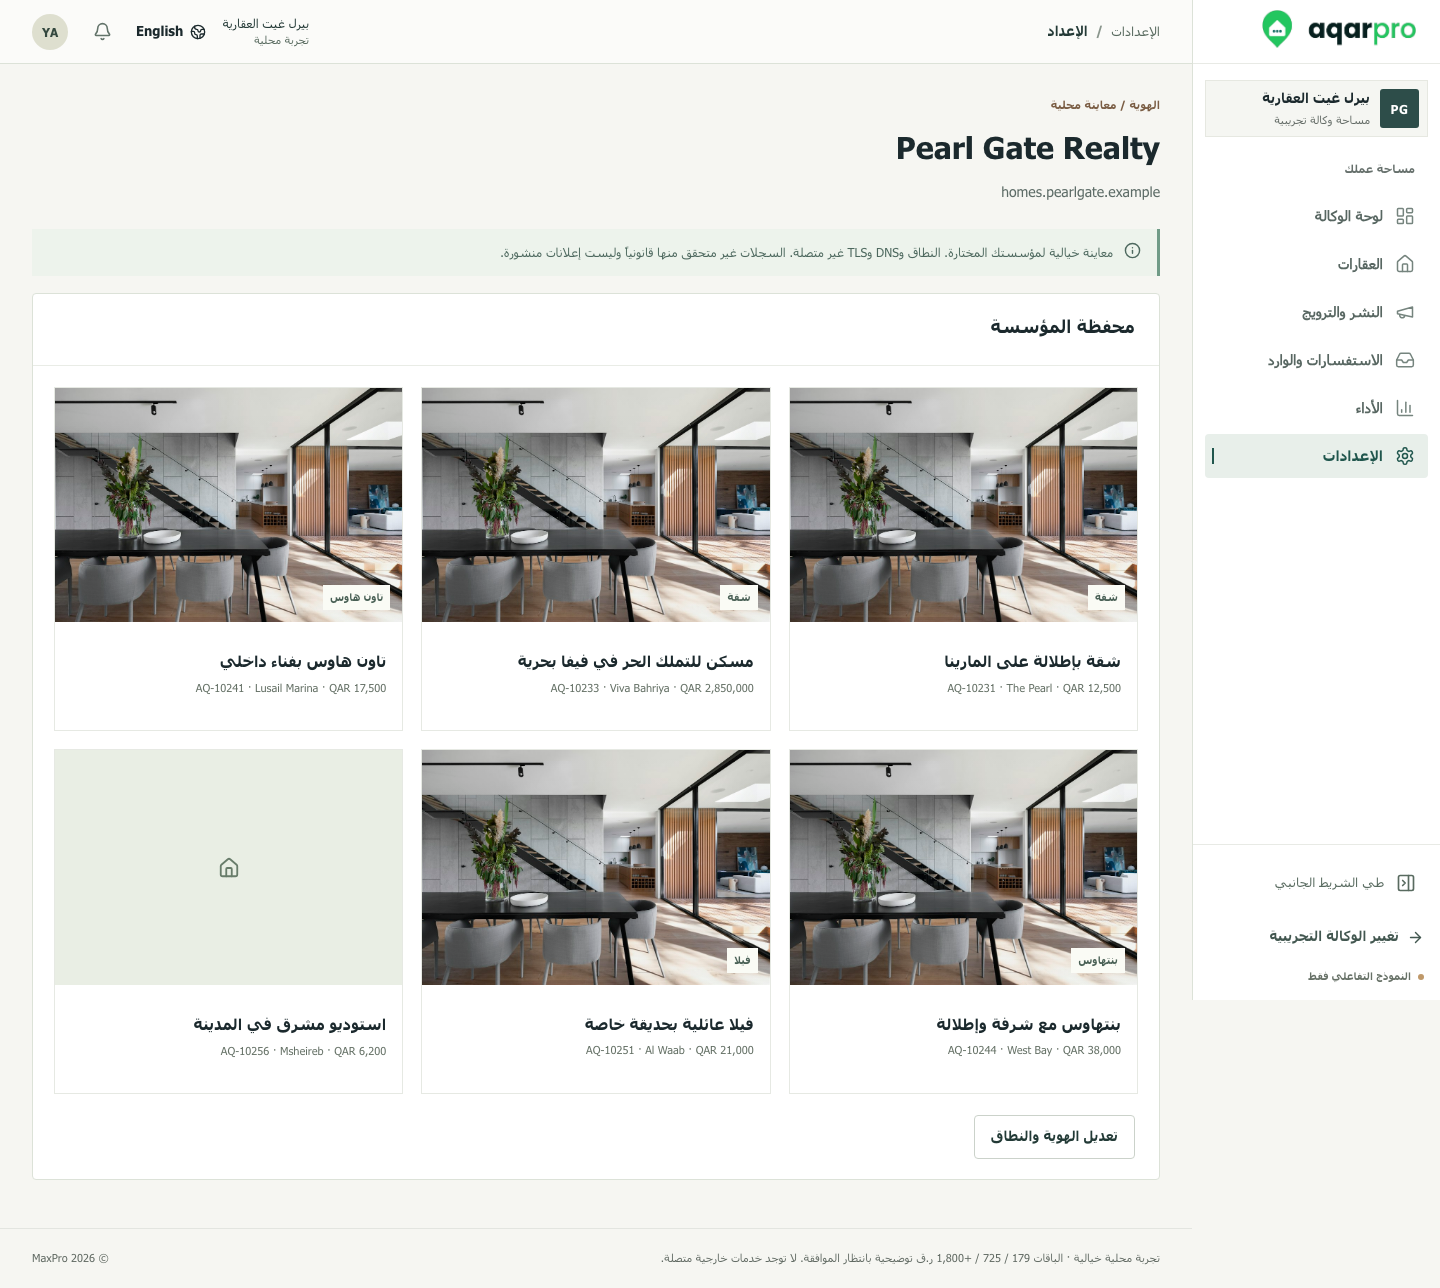 aqarpro
PG
بيرل غيت العقارية
مساحة وكالة تجريبية
مساحة عملك
لوحة الوكالة
العقارات
النشر والترويج
الاستفسارات والوارد
الأداء
الإعدادات
طي الشريط الجانبي
تغيير الوكالة التجريبية
النموذج التفاعلي فقط
الإعدادات / الإعداد
بيرل غيت العقارية
تجربة محلية
English
YA
الهوية / معاينة محلية
Pearl Gate Realty
homes.pearlgate.example
معاينة خيالية لمؤسستك المختارة. النطاق وDNS وTLS غير متصلة. السجلات غير متحقق منها قانونياً وليست إعلانات منشورة.
محفظة المؤسسة
شقة
شقة بإطلالة على المارينا
AQ-10231 · The Pearl · QAR 12,500
شقة
مسكن للتملك الحر في فيفا بحرية
AQ-10233 · Viva Bahriya · QAR 2,850,000
تاون هاوس
تاون هاوس بفناء داخلي
AQ-10241 · Lusail Marina · QAR 17,500
بنتهاوس
بنتهاوس مع شرفة وإطلالة
AQ-10244 · West Bay · QAR 38,000
فيلا
فيلا عائلية بحديقة خاصة
AQ-10251 · Al Waab · QAR 21,000
استوديو مشرق في المدينة
AQ-10256 · Msheireb · QAR 6,200
تعديل الهوية والنطاق
تجربة محلية خيالية · الباقات 179 / 725 / 1,800+ ر.ق توضيحية بانتظار الموافقة. لا توجد خدمات خارجية متصلة.
© 2026 MaxPro